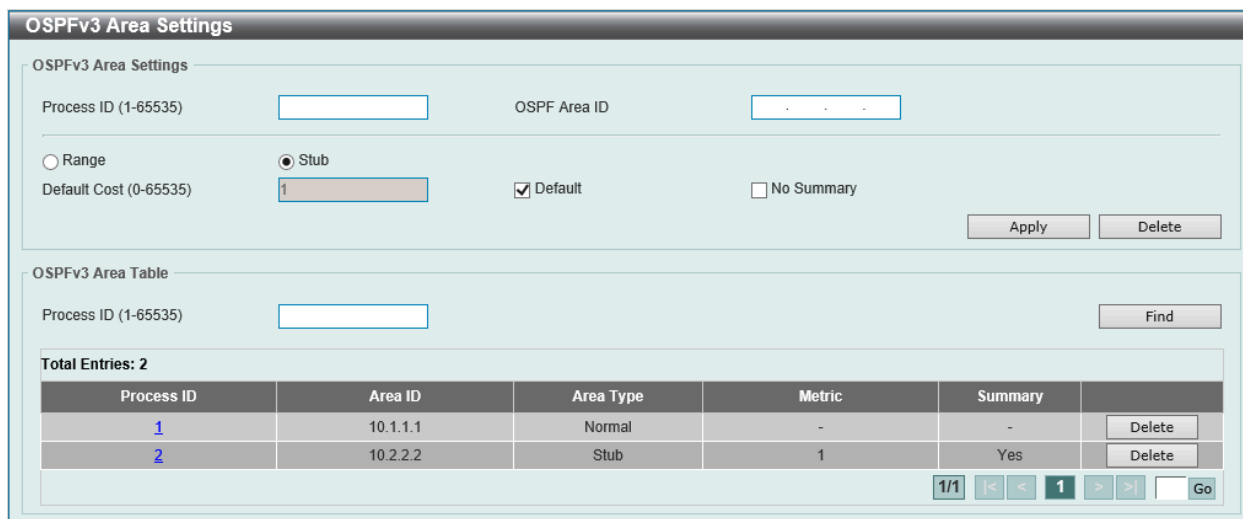 OSPFv3 Area Settings
OSPFv3 Area Settings
Process ID (1-65535) OSPF Area ID . . .
Range Stub
Default Cost (0-65535) 1 Default No Summary
Apply Delete
OSPFv3 Area Table
Process ID (1-65535) Find
Total Entries: 2
Process ID Area ID Area Type Metric Summary
1 10.1.1.1 Normal - - Delete
2 10.2.2.2 Stub 1 Yes Delete
1/1 |< < 1 > >| Go